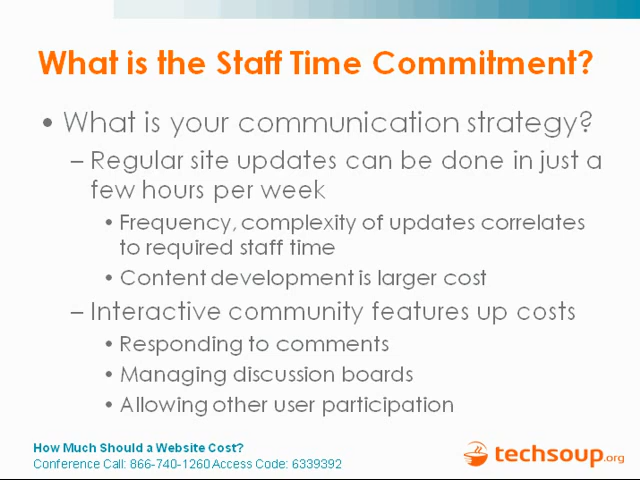 What is the Staff Time Commitment?
• What is your communication strategy?
– Regular site updates can be done in just a
few hours per week
• Frequency, complexity of updates correlates
to required staff time
• Content development is larger cost
– Interactive community features up costs
• Responding to comments
• Managing discussion boards
• Allowing other user participation
How Much Should a Website Cost?
Conference Call: 866-740-1260 Access Code: 6339392
techsoup.org